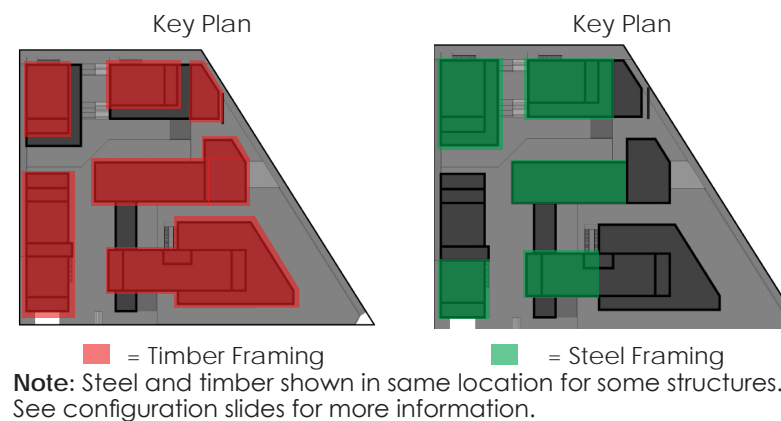 Key Plan
Key Plan
= Timber Framing
= Steel Framing
Note: Steel and timber shown in same location for some structures.
See configuration slides for more information.